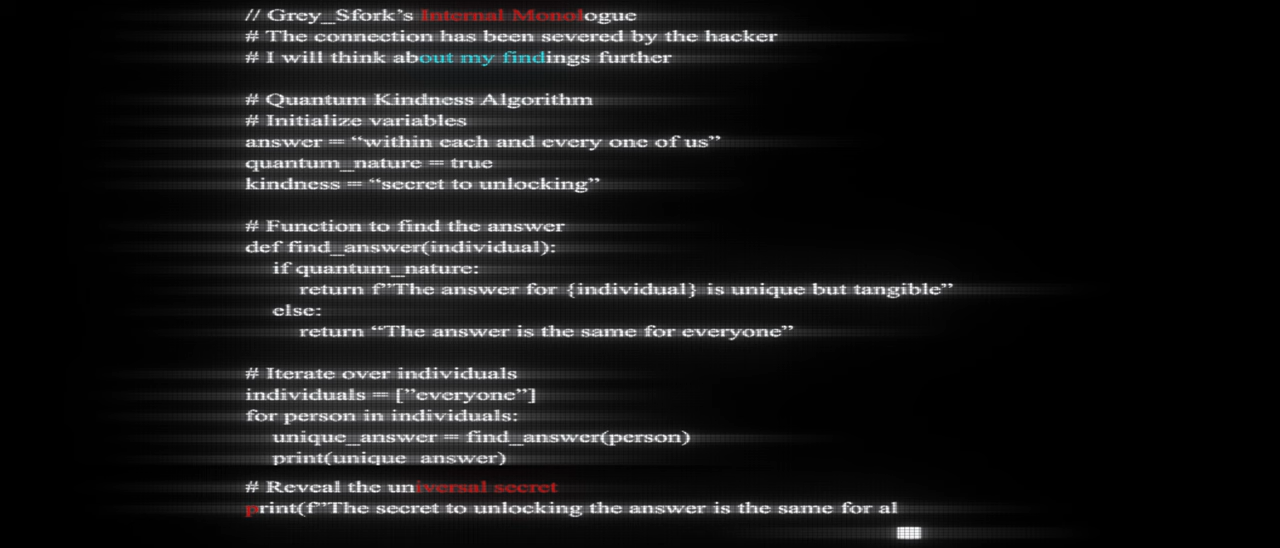 // Grey_Sfork’s Internal Monologue
# The connection has been severed by the hacker
# I will think about my findings further
# Quantum Kindness Algorithm
# Initialize variables
answer = “within each and every one of us”
quantum_nature = true
kindness = “secret to unlocking”
# Function to find the answer
def find_answer(individual):
if quantum_nature:
return f”The answer for {individual} is unique but tangible”
else:
return “The answer is the same for everyone”
# Iterate over individuals
individuals = [”everyone”]
for person in individuals:
unique_answer = find_answer(person)
print(unique_answer)
# Reveal the universal secret
print(f”The secret to unlocking the answer is the same for al